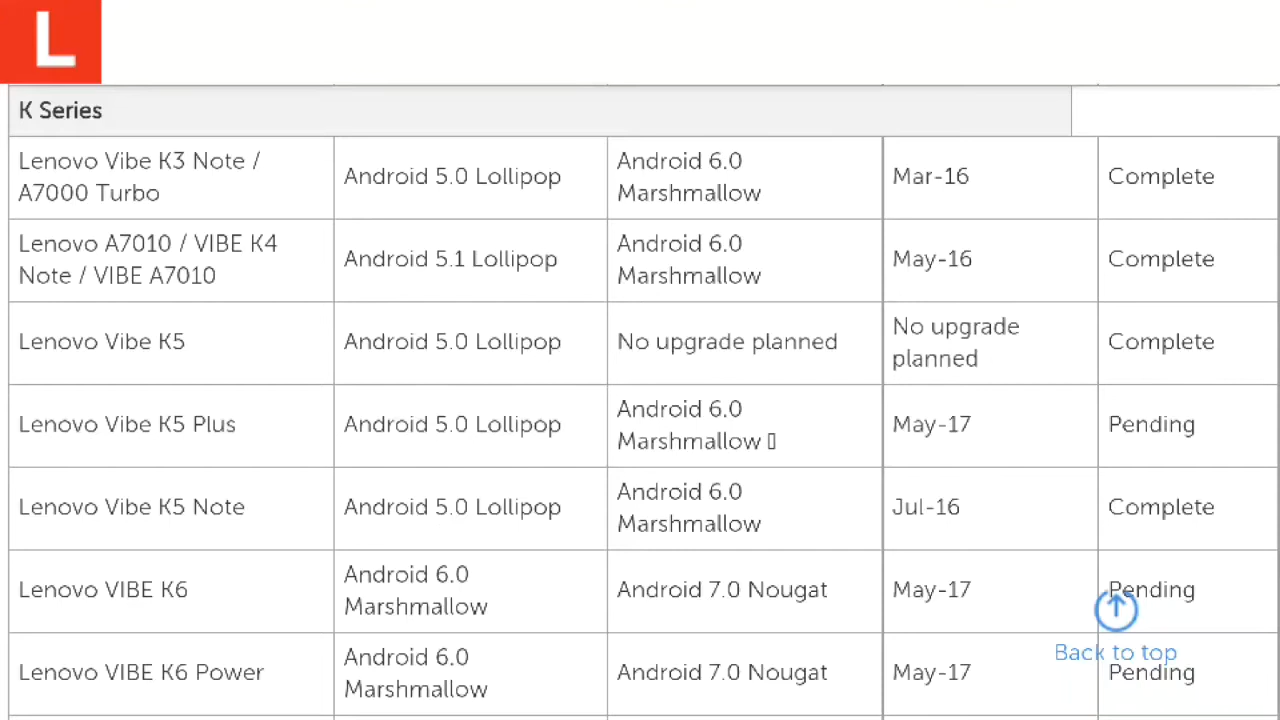 L
K Series
Lenovo Vibe K3 Note /
A7000 Turbo
Android 5.0 Lollipop
Android 6.0
Marshmallow
Mar-16
Complete
Lenovo A7010 / VIBE K4
Note / VIBE A7010
Android 5.1 Lollipop
Android 6.0
Marshmallow
May-16
Complete
Lenovo Vibe K5
Android 5.0 Lollipop
No upgrade planned
No upgrade
planned
Complete
Lenovo Vibe K5 Plus
Android 5.0 Lollipop
Android 6.0
Marshmallow
May-17
Pending
Lenovo Vibe K5 Note
Android 5.0 Lollipop
Android 6.0
Marshmallow
Jul-16
Complete
Lenovo VIBE K6
Android 6.0
Marshmallow
Android 7.0 Nougat
May-17
Pending
Lenovo VIBE K6 Power
Android 6.0
Marshmallow
Android 7.0 Nougat
May-17
Pending
Back to top